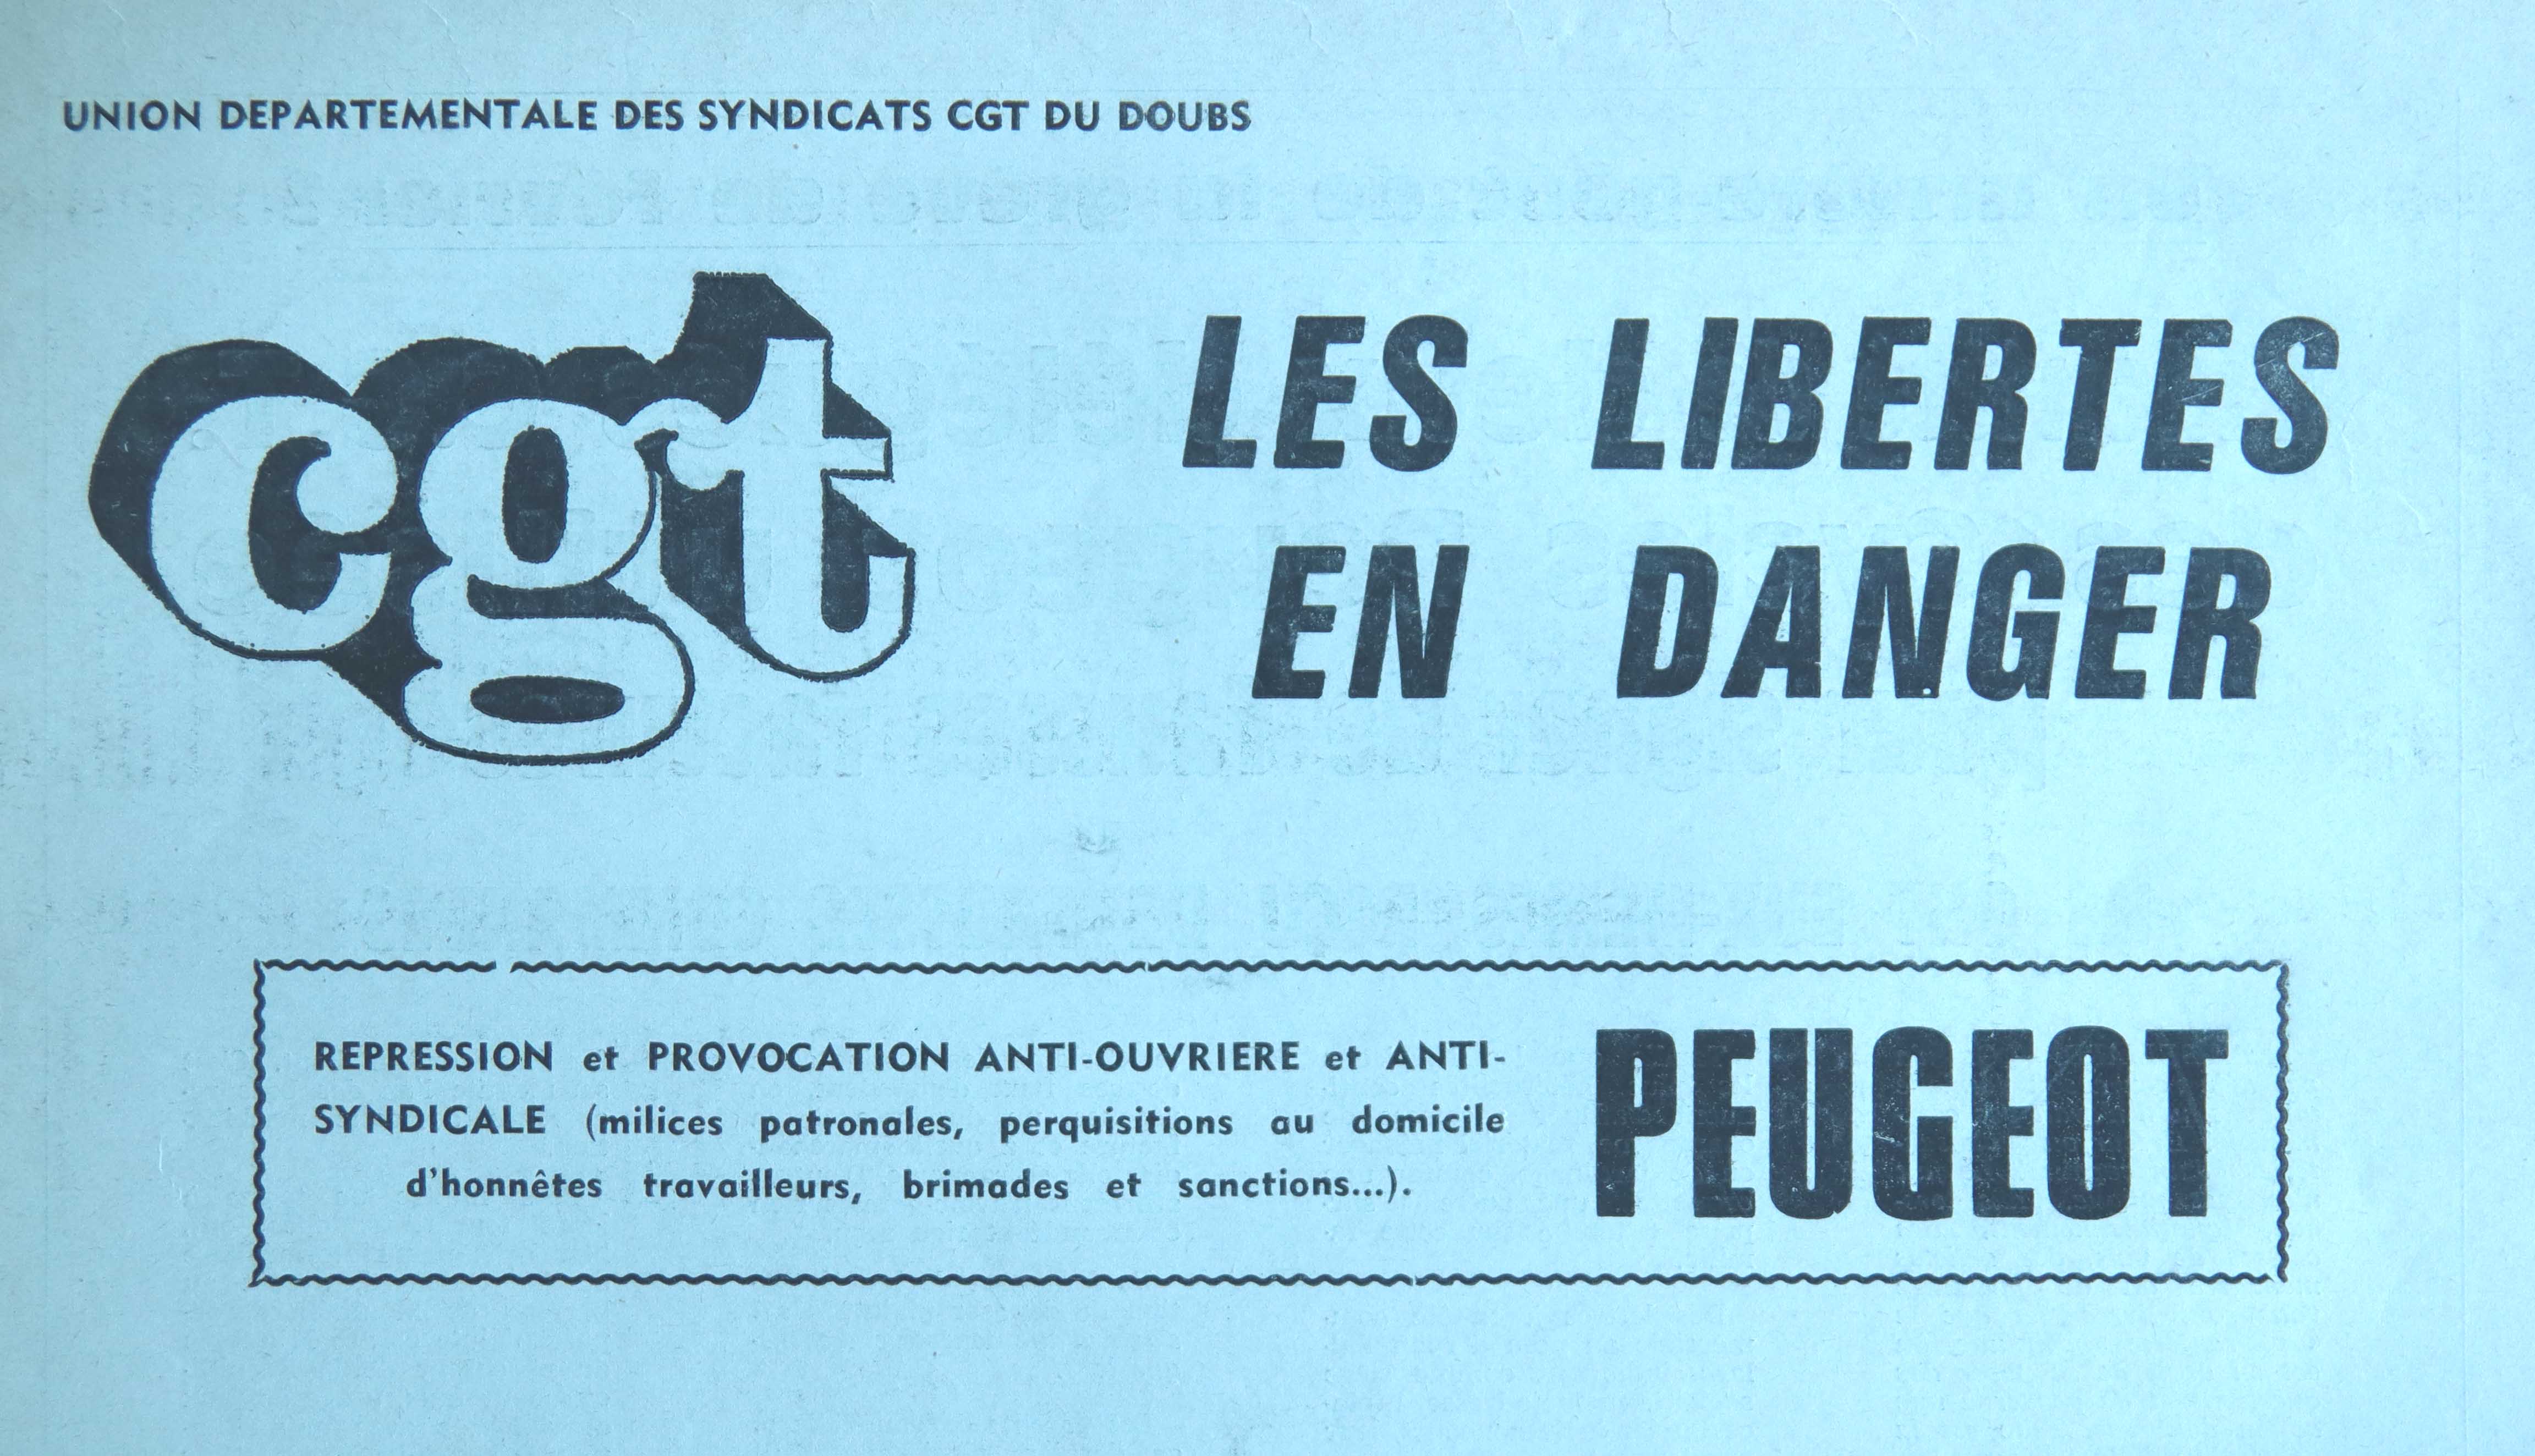 UNION DEPARTEMENTALE DES SYNDICATS CGT DU DOUBS
cgt
LES LIBERTES
EN DANGER
REPRESSION et PROVOCATION ANTI-OUVRIERE et ANTI-
SYNDICALE (milices patronales, perquisitions au domicile
d'honnêtes travailleurs, brimades et sanctions...).
PEUGEOT